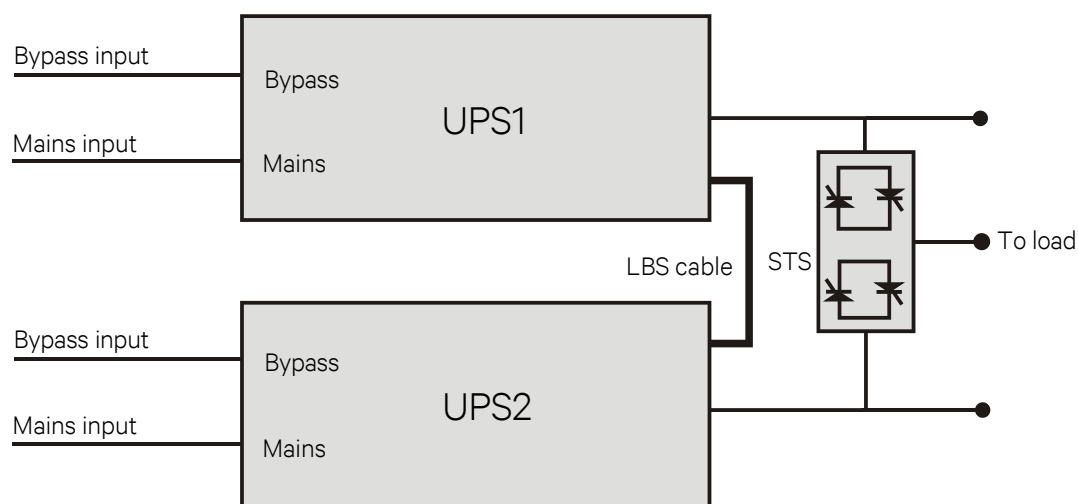 Bypass input
Bypass
UPS1
Mains input
Mains
LBS cable
STS
To load
Bypass input
Bypass
UPS2
Mains input
Mains